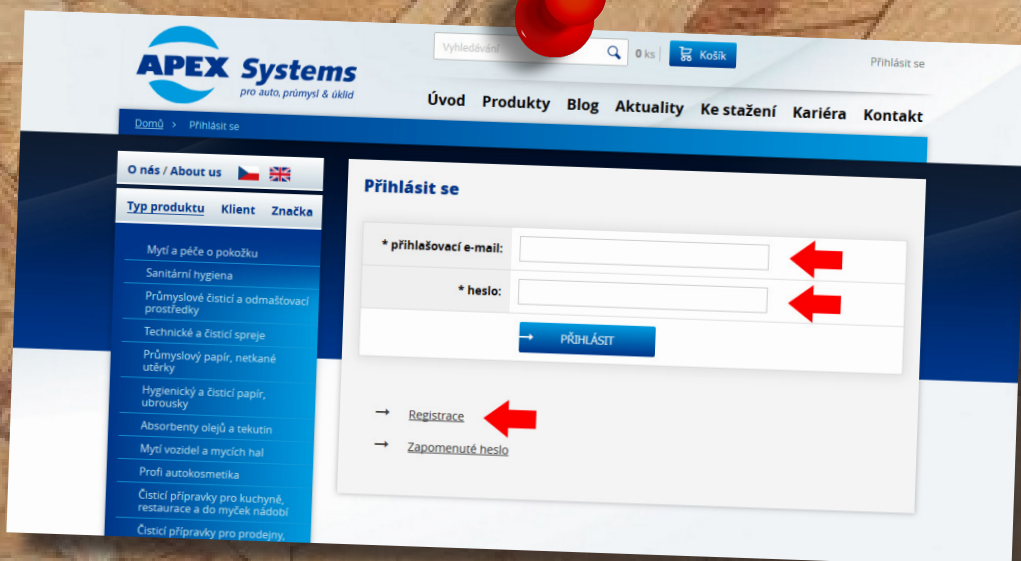 APEX Systems
pro auto, průmysl & úklid
Vyhledávání
0 ks
Košík
Přihlásit se
Úvod Produkty Blog Aktuality Ke stažení Kariéra Kontakt
Domů > Přihlásit se
O nás / About us
Typ produktu Klient Značka
Mytí a péče o pokožku
Sanitární hygiena
Průmyslové čisticí a odmašťovací
prostředky
Technické a čisticí spreje
Průmyslový papír, netkané
utěrky
Hygienický a čisticí papír,
ubrousky
Absorbenty olejů a tekutin
Mytí vozidel a mycích hal
Profi autokosmetika
Čisticí přípravky pro kuchyně,
restaurace a do myček nádobí
Čisticí přípravky pro prodejny,
Přihlásit se
* přihlašovací e-mail:
* heslo:
→ PŘIHLÁSIT
→ Registrace
→ Zapomenuté heslo